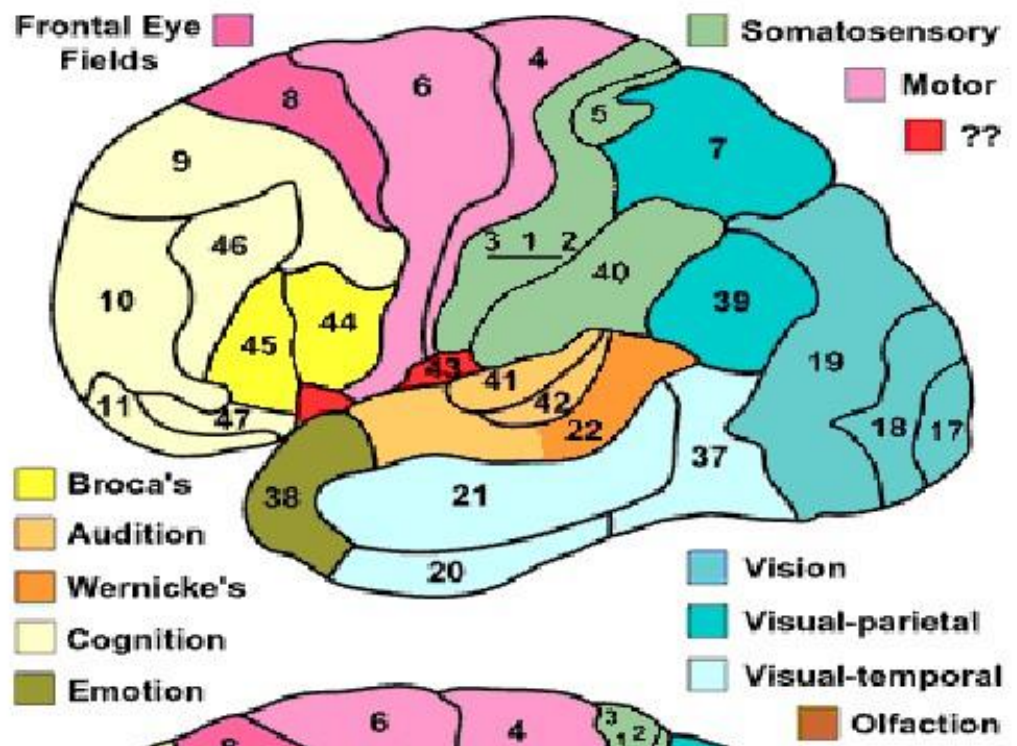 Frontal Eye
Fields
Somatosensory
Motor
??
4
6
8
5
7
9
46
3 1 2
40
10
39
44
45
19
43
41
42
11
47
22
18
17
37
38
21
20
Broca's
Audition
Wernicke's
Cognition
Emotion
Vision
Visual-parietal
Visual-temporal
Olfaction
6
4
3
1 2
8